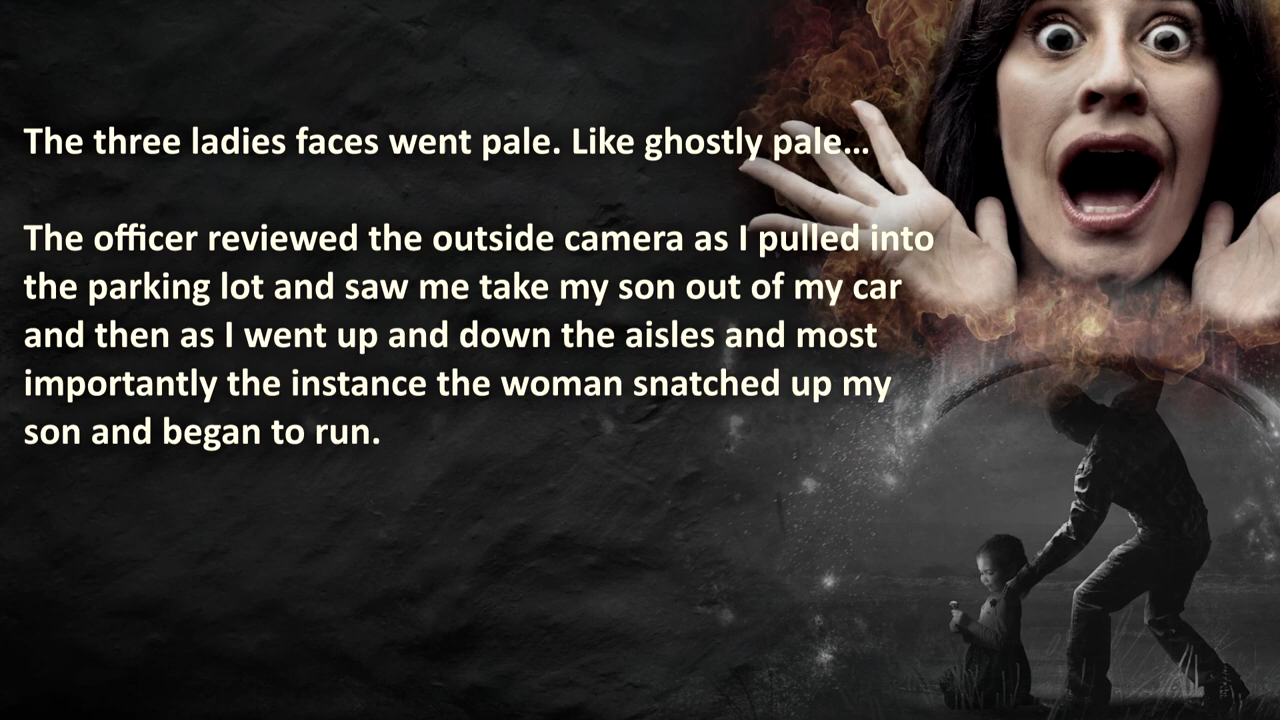 The three ladies faces went pale. Like ghostly pale…
The officer reviewed the outside camera as I pulled into
the parking lot and saw me take my son out of my car
and then as I went up and down the aisles and most
importantly the instance the woman snatched up my
son and began to run.